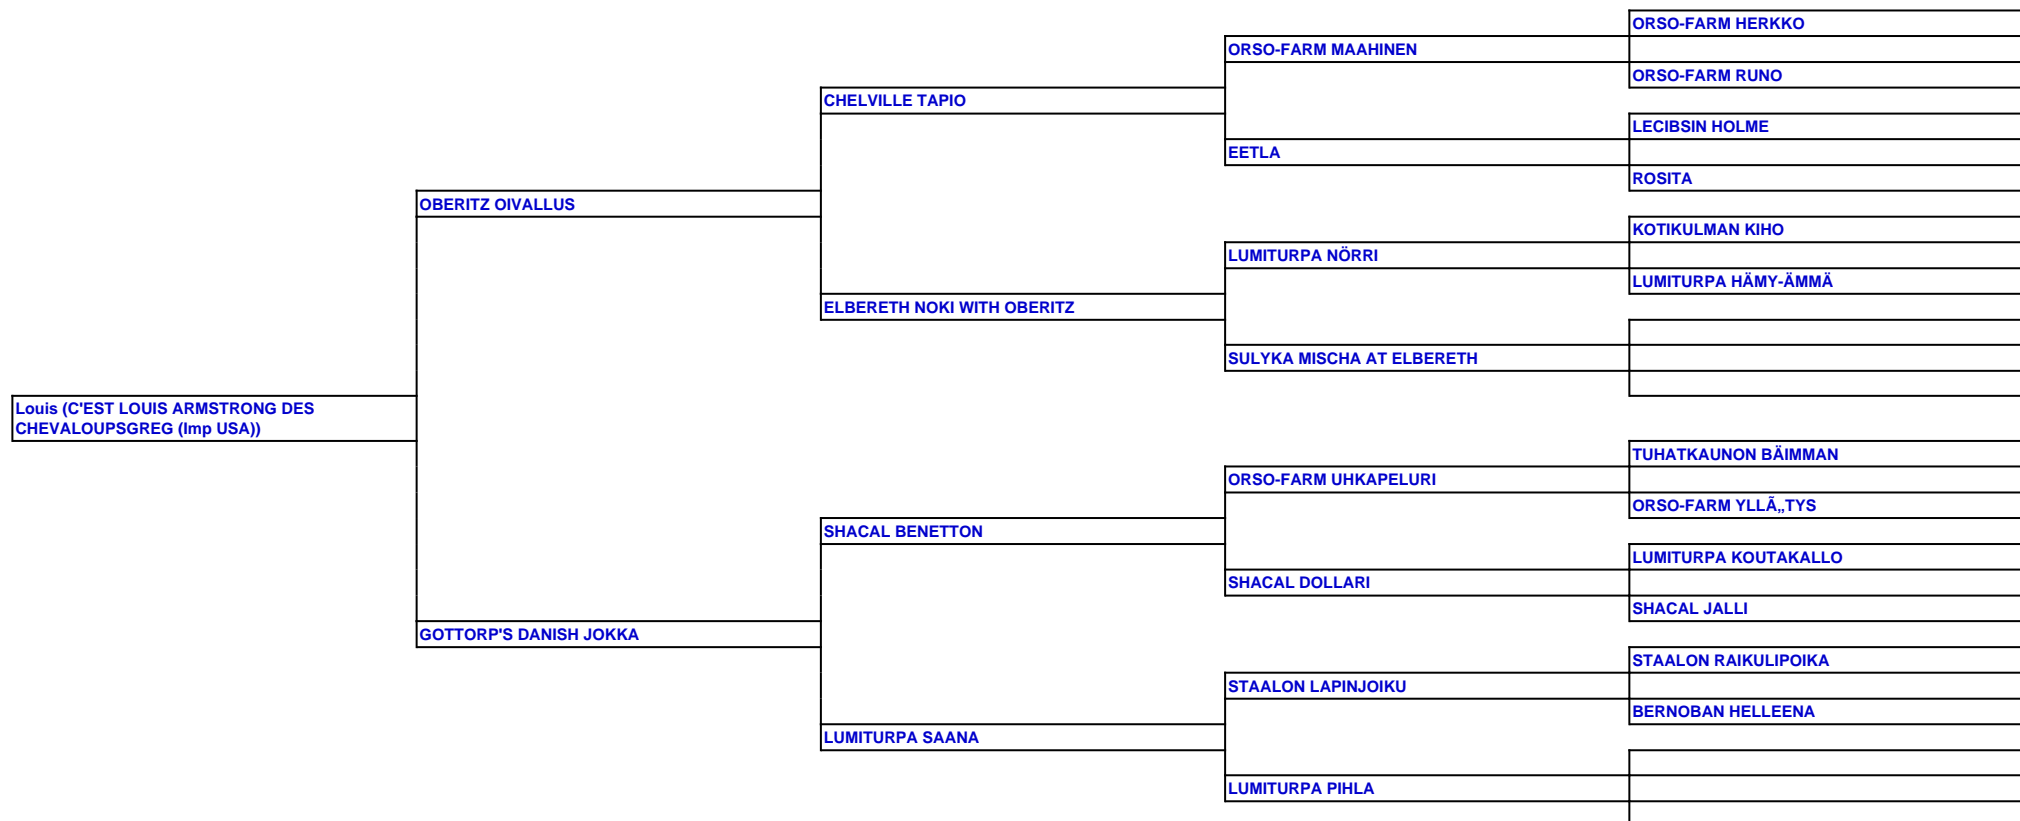 ORSO-FARM HERKKO
ORSO-FARM MAAHINEN
ORSO-FARM RUNO
CHELVILLE TAPIO
LECIBSIN HOLME
EETLA
ROSITA
OBERITZ OIVALLUS
KOTIKULMAN KIHO
LUMITURPA NÖRRI
LUMITURPA HÄMY-ÄMMÄ
ELBERETH NOKI WITH OBERITZ
SULYKA MISCHA AT ELBERETH
Louis (C'EST LOUIS ARMSTRONG DES
CHEVALOUPSGREG (Imp USA))
TUHATKAUNON BÄIMMAN
ORSO-FARM UHKAPELURI
ORSO-FARM YLLÃ„TYS
SHACAL BENETTON
LUMITURPA KOUTAKALLO
SHACAL DOLLARI
SHACAL JALLI
GOTTORP'S DANISH JOKKA
STAALON RAIKULIPOIKA
STAALON LAPINJOIKU
BERNOBAN HELLEENA
LUMITURPA SAANA
LUMITURPA PIHLA